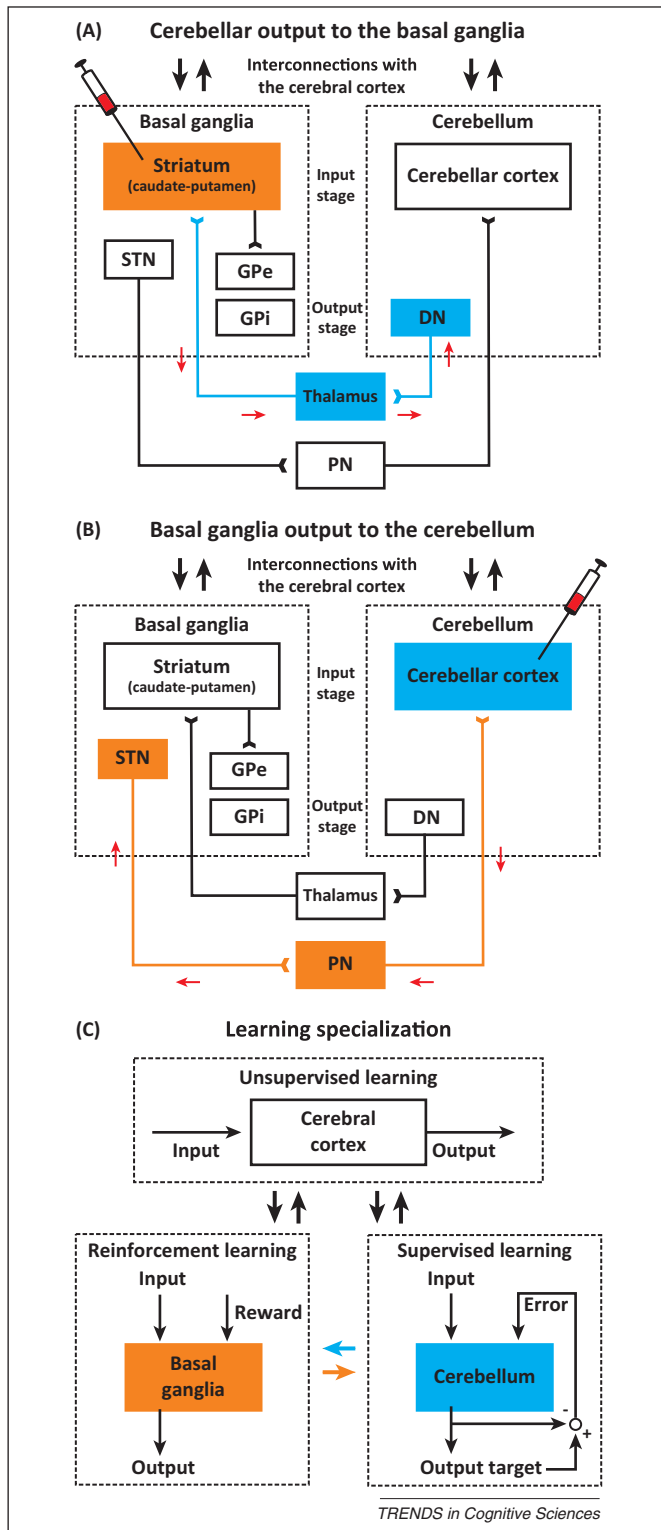 (A) Cerebellar output to the basal ganglia
Interconnections with
the cerebral cortex
Basal ganglia
Cerebellum
Striatum
(caudate-putamen)
Input
stage
Cerebellar cortex
STN
GPe
GPi
Output
stage
DN
Thalamus
PN
(B) Basal ganglia output to the cerebellum
Interconnections with
the cerebral cortex
Basal ganglia
Cerebellum
Striatum
(caudate-putamen)
Input
stage
Cerebellar cortex
STN
GPe
GPi
Output
stage
DN
Thalamus
PN
(C) Learning specialization
Unsupervised learning
Cerebral
cortex
Input
Output
Reinforcement learning
Input
Reward
Basal
ganglia
Output
Supervised learning
Input
Error
Cerebellum
-
+
Output target
TRENDS in Cognitive Sciences